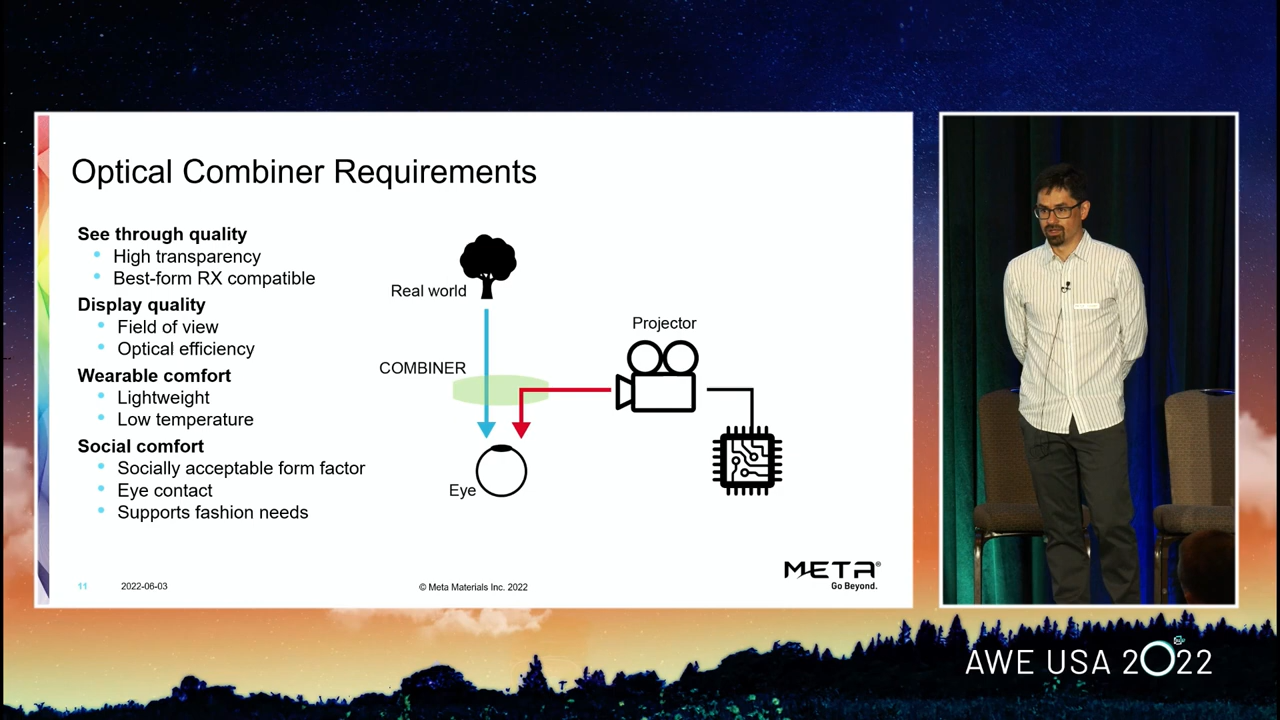 Optical Combiner Requirements
See through quality
High transparency
Best-form RX compatible
Display quality
Field of view
Optical efficiency
Wearable comfort
Lightweight
Low temperature
Social comfort
Socially acceptable form factor
Eye contact
Supports fashion needs
Real world
COMBINER
Eye
Projector
11
2022-06-03
© Meta Materials Inc. 2022
META®
Go Beyond.
AWE USA 2022